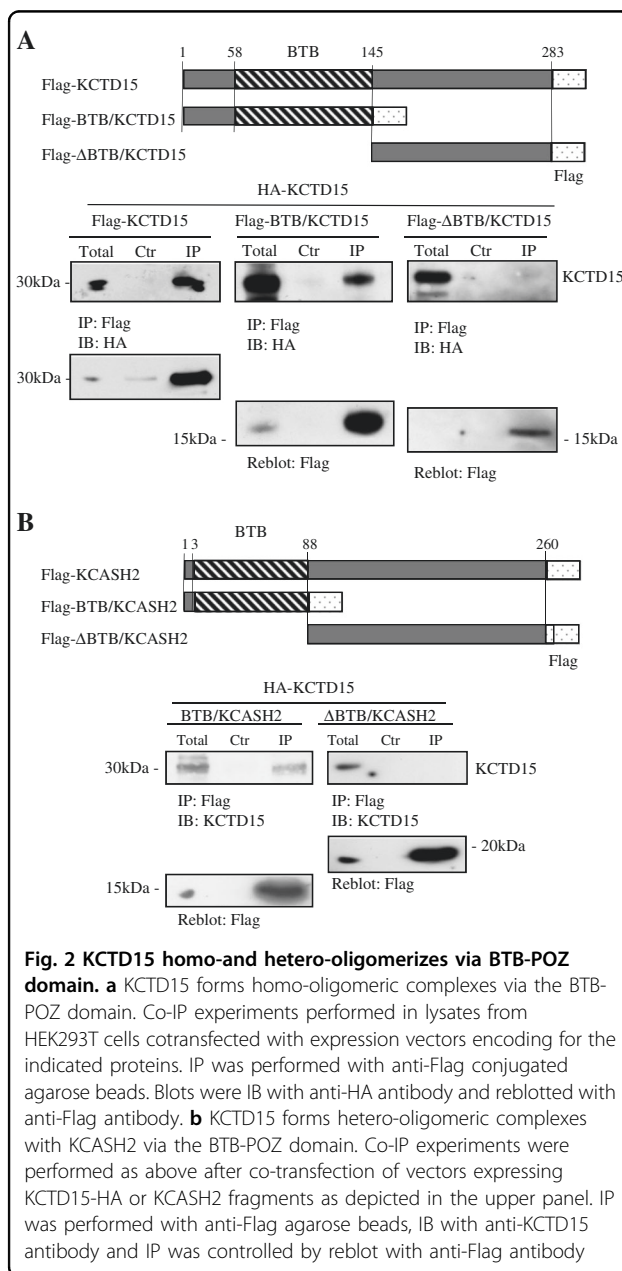 A
1 58 BTB 145 283
Flag-KCTD15
Flag-BTB/KCTD15
Flag-ΔBTB/KCTD15
Flag
HA-KCTD15
Flag-KCTD15 Flag-BTB/KCTD15 Flag-ΔBTB/KCTD15
Total Ctr IP Total Ctr IP Total Ctr IP
30kDa - KCTD15
IP: Flag IP: Flag IP: Flag
IB: HA IB: HA IB: HA
30kDa -
15kDa - - 15kDa
Reblot: Flag Reblot: Flag
B
BTB
1 3 88 260
Flag-KCASH2
Flag-BTB/KCASH2
Flag-ΔBTB/KCASH2
Flag
HA-KCTD15
BTB/KCASH2 ΔBTB/KCASH2
Total Ctr IP Total Ctr IP
30kDa - KCTD15
IP: Flag IP: Flag
IB: KCTD15 IB: KCTD15
- 20kDa
15kDa -
Reblot: Flag
Reblot: Flag
Fig. 2 KCTD15 homo-and hetero-oligomerizes via BTB-POZ
domain. a KCTD15 forms homo-oligomeric complexes via the BTB-
POZ domain. Co-IP experiments performed in lysates from
HEK293T cells cotransfected with expression vectors encoding for the
indicated proteins. IP was performed with anti-Flag conjugated
agarose beads. Blots were IB with anti-HA antibody and reblotted with
anti-Flag antibody. b KCTD15 forms hetero-oligomeric complexes
with KCASH2 via the BTB-POZ domain. Co-IP experiments were
performed as above after co-transfection of vectors expressing
KCTD15-HA or KCASH2 fragments as depicted in the upper panel. IP
was performed with anti-Flag agarose beads, IB with anti-KCTD15
antibody and IP was controlled by reblot with anti-Flag antibody